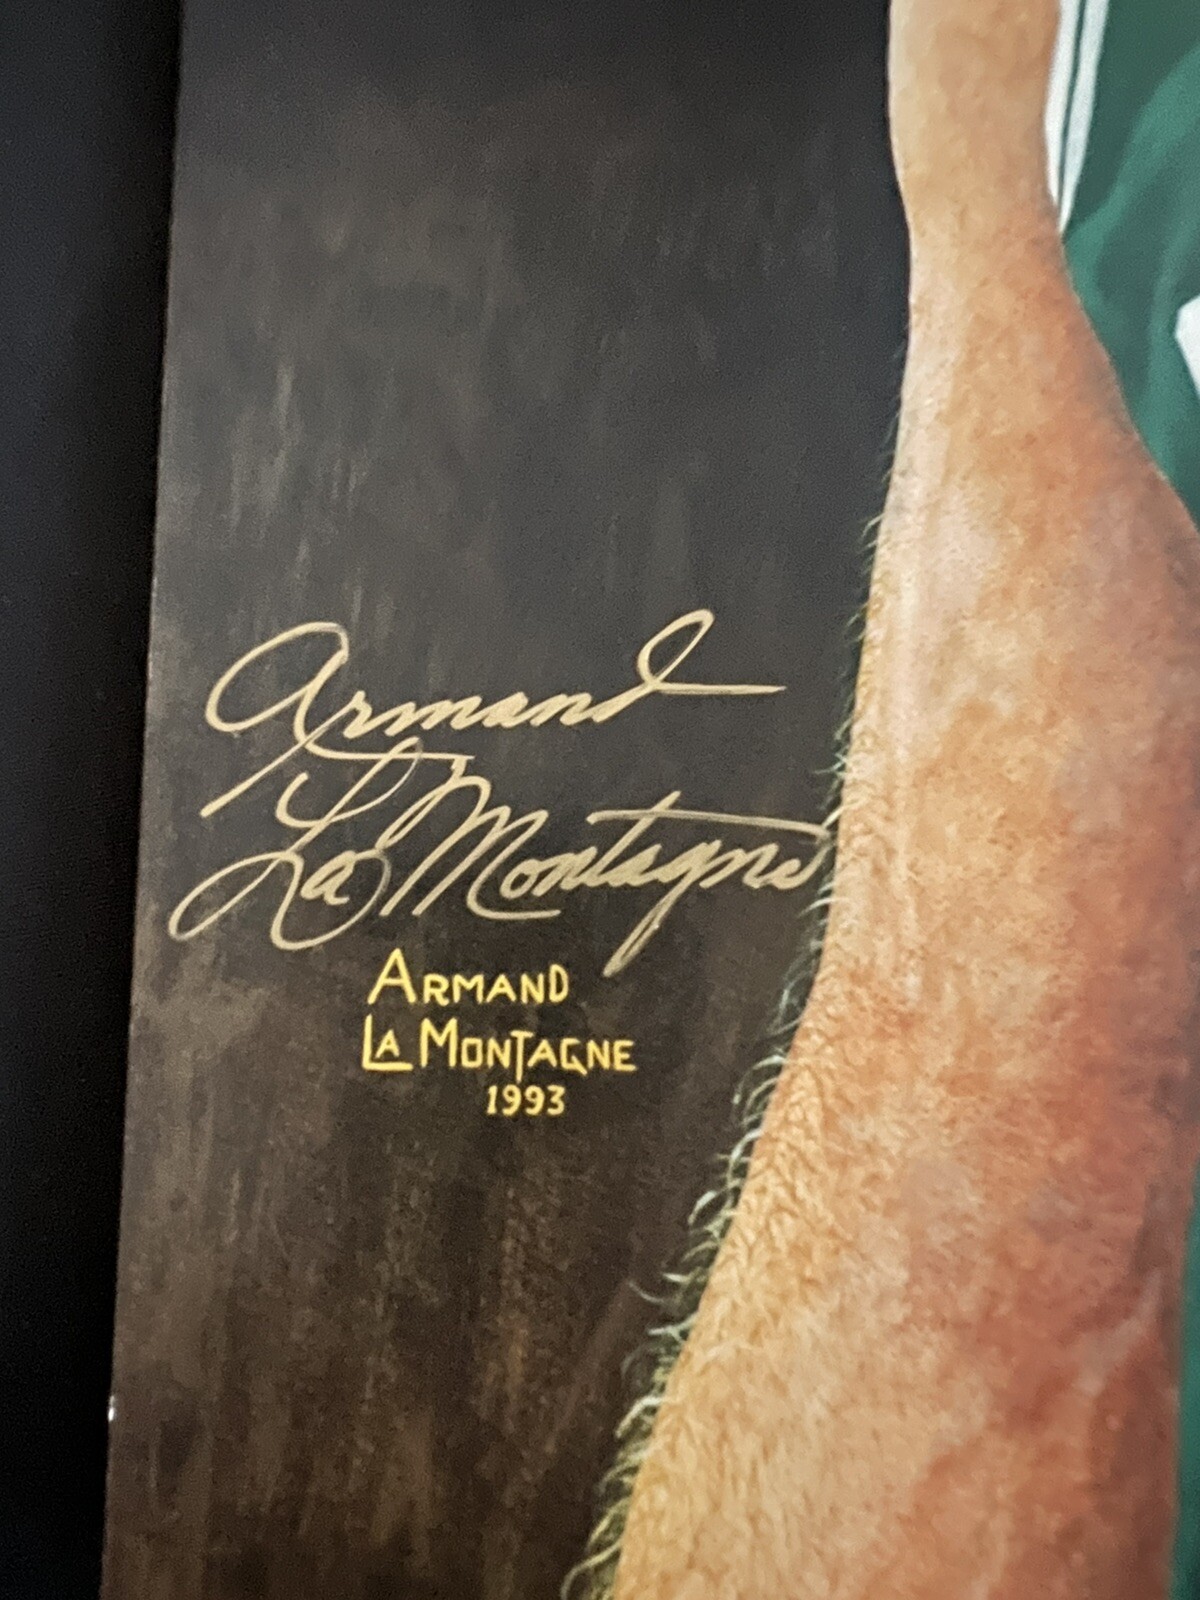 Armand
La Montagne
ARMAND
LA MONTAGNE
1993